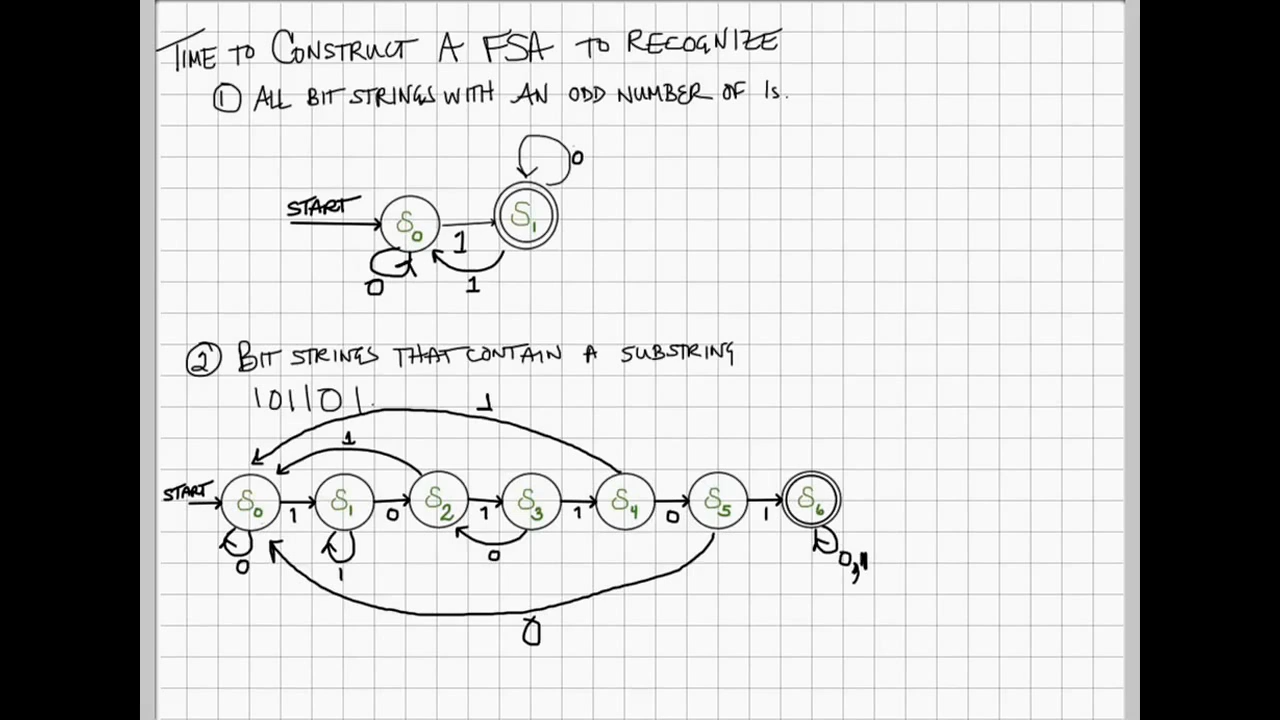 TIME TO CONSTRUCT A FSA TO RECOGNIZE
① ALL BIT STRINGS WITH AN ODD NUMBER OF 1s.
0
START S₀ 1 S₁
0 1
② BIT STRINGS THAT CONTAIN A SUBSTRING
101101.
1
1
START S₀ 1 S₁ 0 S₂ 1 S₃ 1 S₄ 0 S₅ 1 S₆
0 1 0 0,1
0